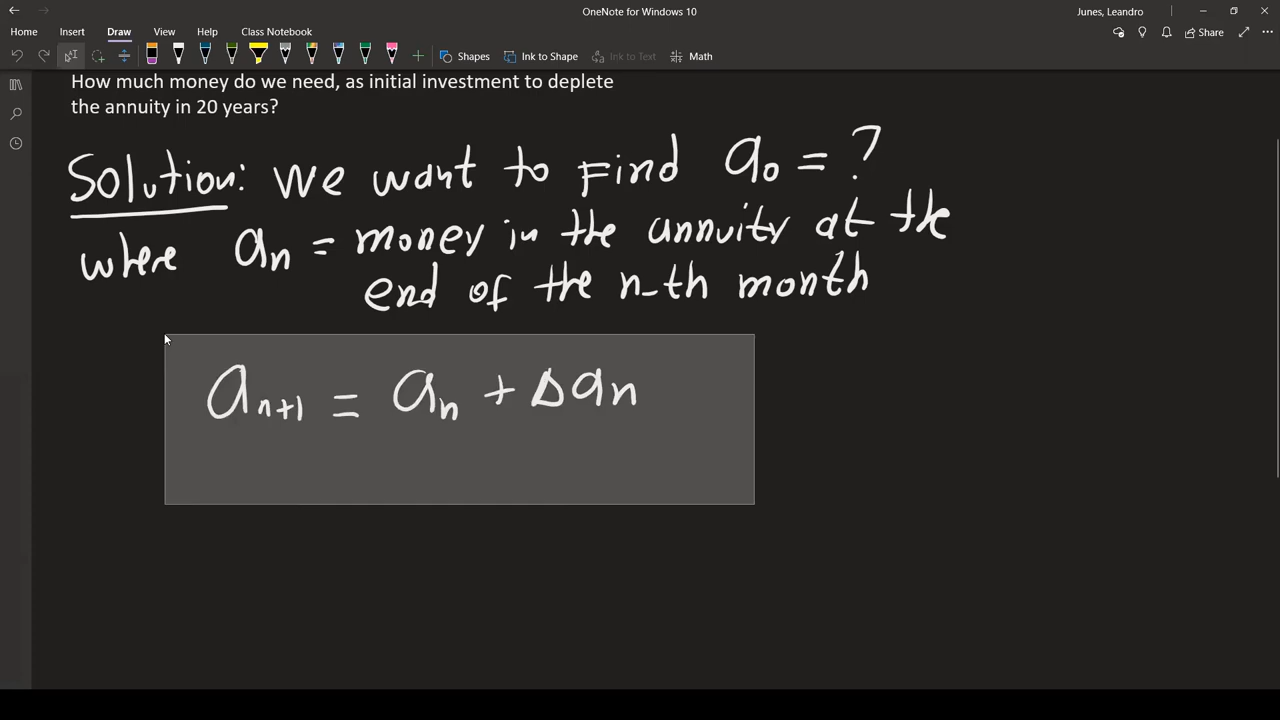 OneNote for Windows 10
Junes, Leandro
Home Insert Draw View Help Class Notebook
Share
Shapes Ink to Shape Ink to Text Math
How much money do we need, as initial investment to deplete
the annuity in 20 years?
Solution: We want to find a₀ = ?
where aₙ = money in the annuity at the
end of the n-th month
aₙ₊₁ = aₙ + Δaₙ